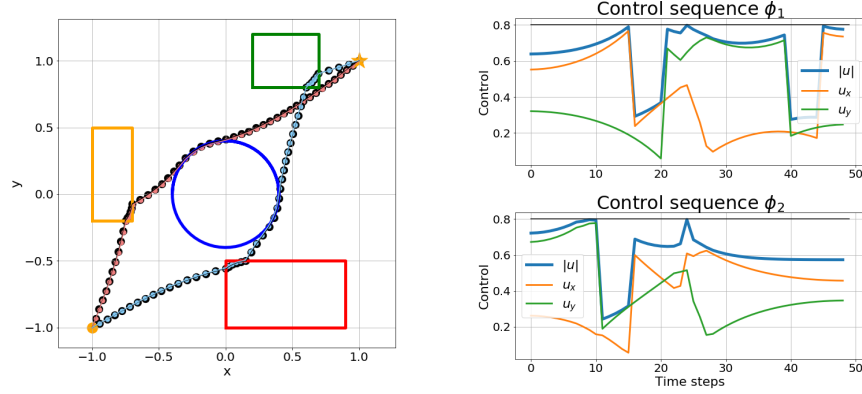 1.0
0.5
0.0
−0.5
−1.0
y
−1.0 −0.5 0.0 0.5 1.0
x
Control sequence ϕ1
0.8
0.6
0.4
0.2
Control
|u|
ux
uy
0 10 20 30 40 50
Control sequence ϕ2
0.8
0.6
0.4
0.2
Control
|u|
ux
uy
0 10 20 30 40 50
Time steps